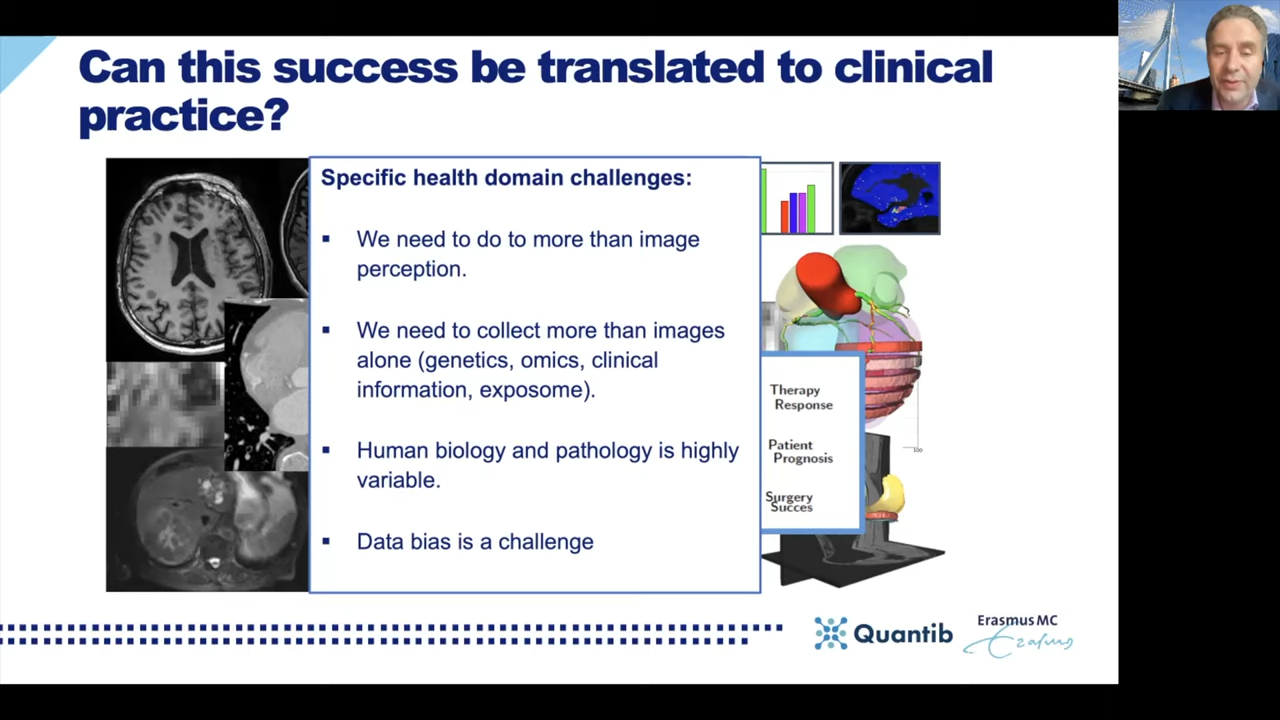 Can this success be translated to clinical
practice?
Specific health domain challenges:
▪ We need to do to more than image
perception.
▪ We need to collect more than images
alone (genetics, omics, clinical
information, exposome).
▪ Human biology and pathology is highly
variable.
▪ Data bias is a challenge
Therapy
Response
Patient
Prognosis
Surgery
Succes
100
Quantib
Erasmus MC
Erasmus